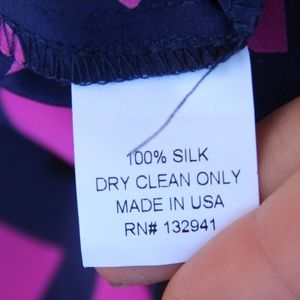 100% SILK
DRY CLEAN ONLY
MADE IN USA
RN# 132941